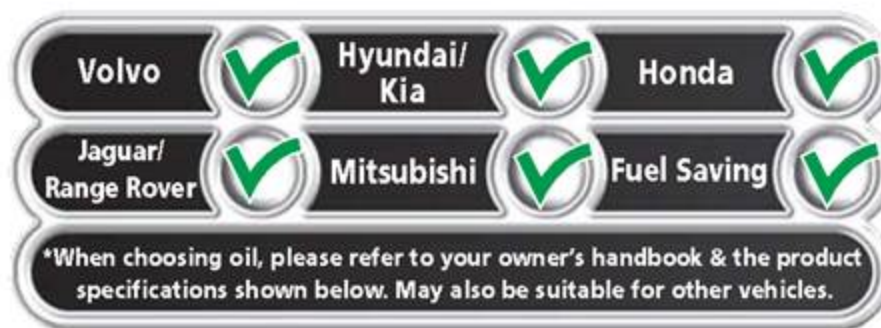 Volvo
Hyundai/
Kia
Honda
Jaguar/
Range Rover
Mitsubishi
Fuel Saving
*When choosing oil, please refer to your owner's handbook & the product
specifications shown below. May also be suitable for other vehicles.